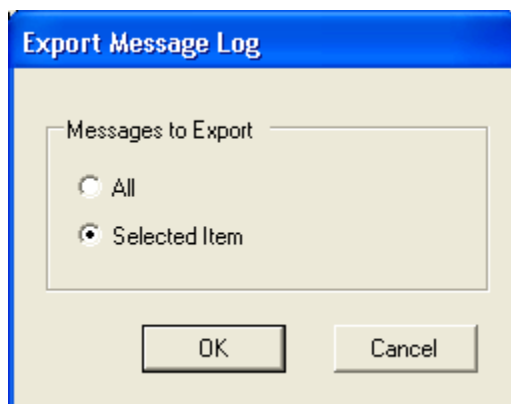 Export Message Log
Messages to Export
All
Selected Item
OK
Cancel